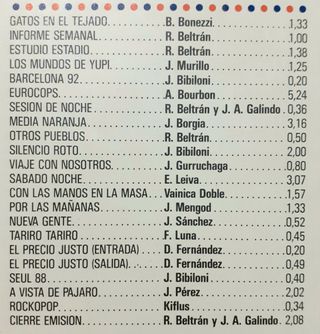 GATOS EN EL TEJADO. B. Bonezzi. 1,33
INFORME SEMANAL R. Beltrán. 1,00
ESTUDIO ESTADIO R. Beltrán. 1,38
LOS MUNDOS DE YUPI. J. Murillo 1,25
BARCELONA 92. J. Bibiloni. 0,20
EUROCOPS. A. Bourbon 5,24
SESION DE NOCHE R. Beltrán y J. A. Galindo. 0,36
MEDIA NARANJA. J. Borgia 3,16
OTROS PUEBLOS R. Beltrán. 0,50
SILENCIO ROTO. J. Bibiloni. 2,00
VIAJE CON NOSOTROS. J. Gurruchaga 0,80
SABADO NOCHE E. Leiva. 3,07
CON LAS MANOS EN LA MASA. Vainica Doble. 1,57
POR LAS MAÑANAS. J. Mengod 1,33
NUEVA GENTE. J. Sánchez 0,52
TARIRO TARIRO F. Luna. 0,45
EL PRECIO JUSTO (ENTRADA) D. Fernández. 0,20
EL PRECIO JUSTO (SALIDA). D. Fernández. 0,49
SEUL 88. J. Bibiloni 0,40
A VISTA DE PAJARO. J. Pérez. 2,02
ROCKOPOP. Kiflus 0,34
CIERRE EMISION R. Beltrán y J. A. Galindo. 2,08